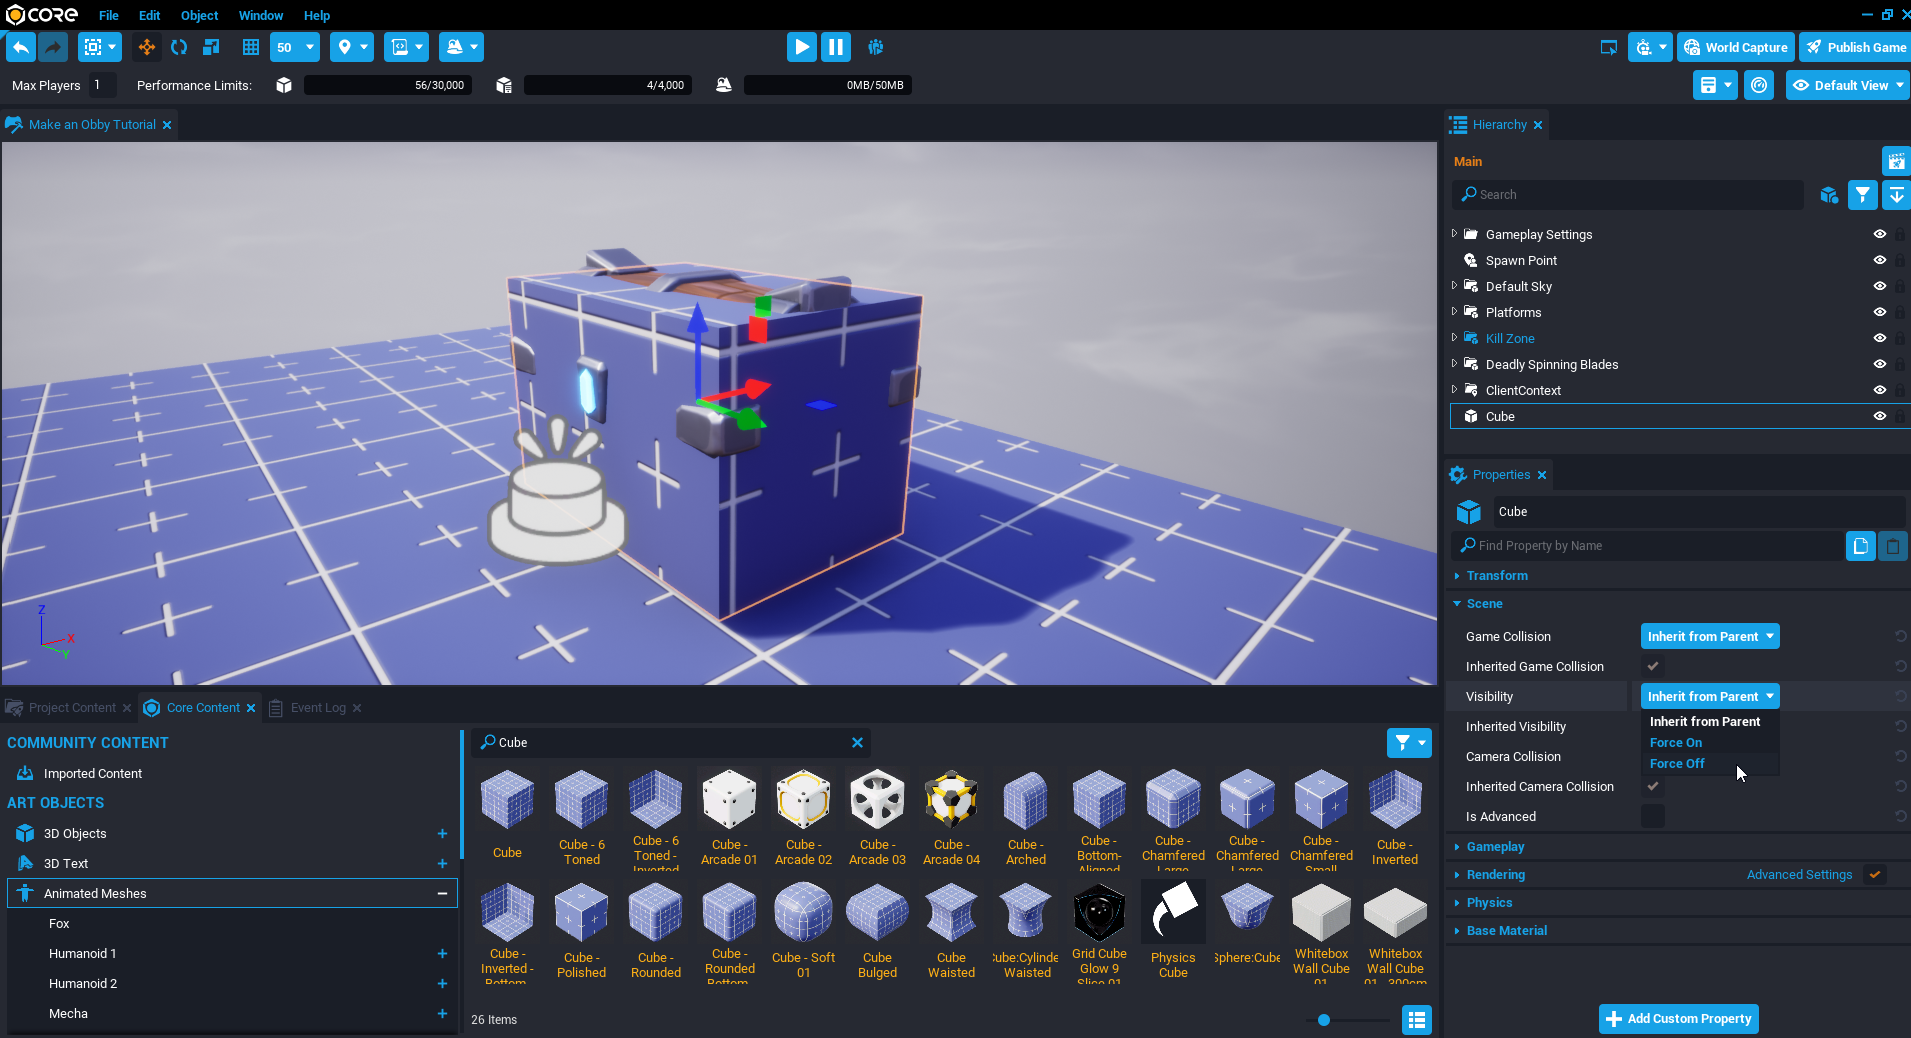 CORE File Edit Object Window Help
50 World Capture Publish Game
Max Players 1 Performance Limits: 56/30,000 4/4,000 0MB/50MB Default View
Make an Obby Tutorial
Z
X
Y
Hierarchy
Main
Search
Gameplay Settings
Spawn Point
Default Sky
Platforms
Kill Zone
Deadly Spinning Blades
ClientContext
Cube
Properties
Cube
Find Property by Name
Transform
Scene
Game Collision Inherit from Parent
Inherited Game Collision
Visibility Inherit from Parent
Inherit from Parent
Inherited Visibility
Force On
Camera Collision
Force Off
Inherited Camera Collision
Is Advanced
Gameplay
Rendering Advanced Settings
Physics
Base Material
Add Custom Property
Project Content Core Content Event Log
COMMUNITY CONTENT
Imported Content
ART OBJECTS
3D Objects
3D Text
Animated Meshes
Fox
Humanoid 1
Humanoid 2
Mecha
Cube
Cube
Cube - 6
Toned
Cube - 6
Toned -
Inverted
Cube -
Arcade 01
Cube -
Arcade 02
Cube -
Arcade 03
Cube -
Arcade 04
Cube -
Arched
Cube -
Bottom-
Aligned
Cube -
Chamfered
Large
Cube -
Chamfered
Large
Cube -
Chamfered
Small
Cube -
Inverted
Cube -
Inverted -
Bottom
Cube -
Polished
Cube -
Rounded
Cube -
Rounded
Bottom
Cube - Soft
01
Cube
Bulged
Cube
Waisted
Cube:Cylinde
Waisted
Grid Cube
Glow 9
Slice 01
Physics
Cube
Sphere:Cube
Whitebox
Wall Cube
01
Whitebox
Wall Cube
01 - 300cm
26 Items